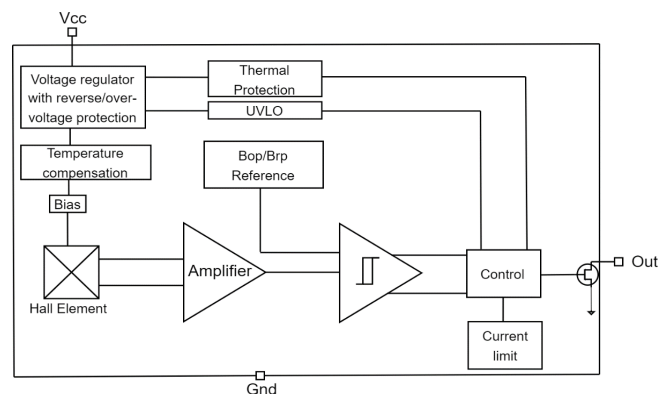 Vcc
Voltage regulator
with reverse/over-
voltage protection
Thermal
Protection
UVLO
Temperature
compensation
Bop/Brp
Reference
Bias
Amplifier
Hall Element
Control
Out
Current
limit
Gnd